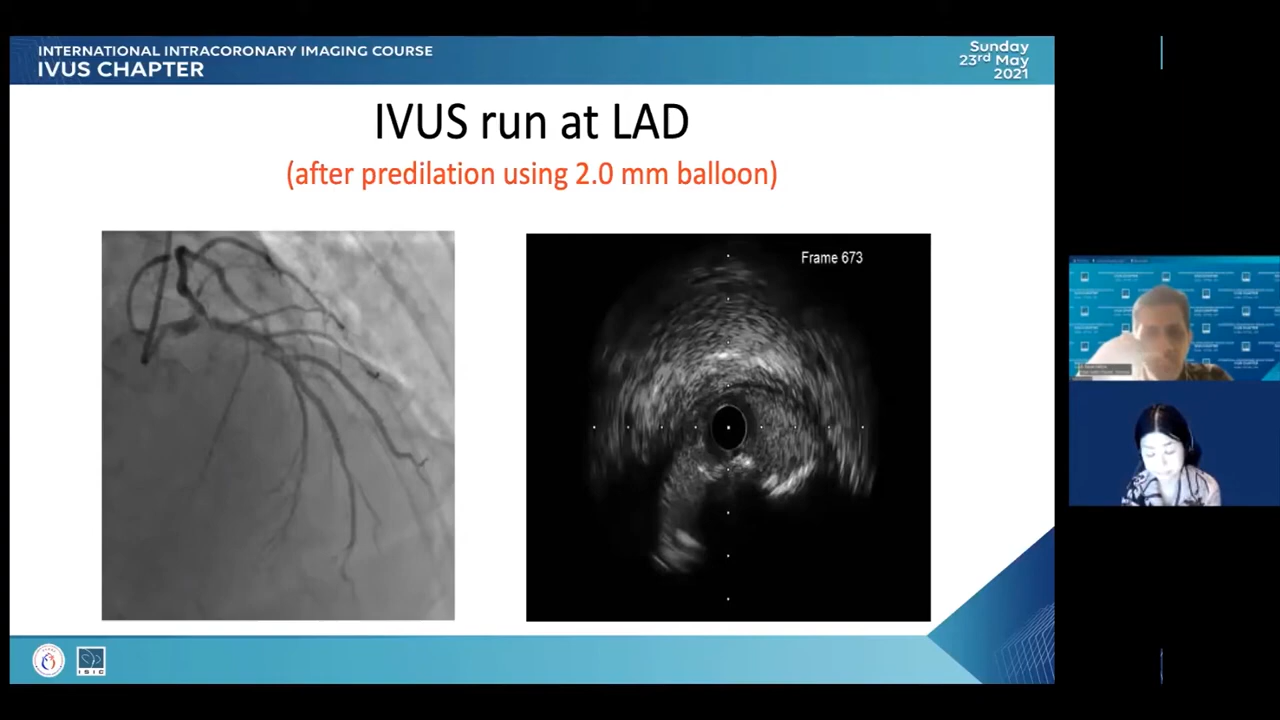 INTERNATIONAL INTRACORONARY IMAGING COURSE
IVUS CHAPTER
Sunday
23rd May
2021
IVUS run at LAD
(after predilation using 2.0 mm balloon)
Frame 673
ISIC